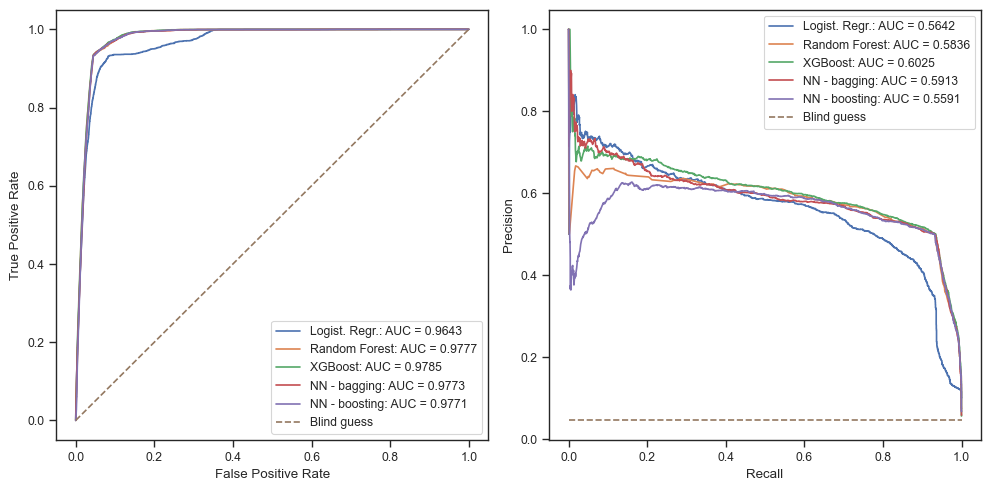 1.0
0.8
0.6
0.4
0.2
0.0
True Positive Rate
0.0 0.2 0.4 0.6 0.8 1.0
False Positive Rate
Logist. Regr.: AUC = 0.9643
Random Forest: AUC = 0.9777
XGBoost: AUC = 0.9785
NN - bagging: AUC = 0.9773
NN - boosting: AUC = 0.9771
Blind guess
1.0
0.8
0.6
0.4
0.2
0.0
Precision
0.0 0.2 0.4 0.6 0.8 1.0
Recall
Logist. Regr.: AUC = 0.5642
Random Forest: AUC = 0.5836
XGBoost: AUC = 0.6025
NN - bagging: AUC = 0.5913
NN - boosting: AUC = 0.5591
Blind guess